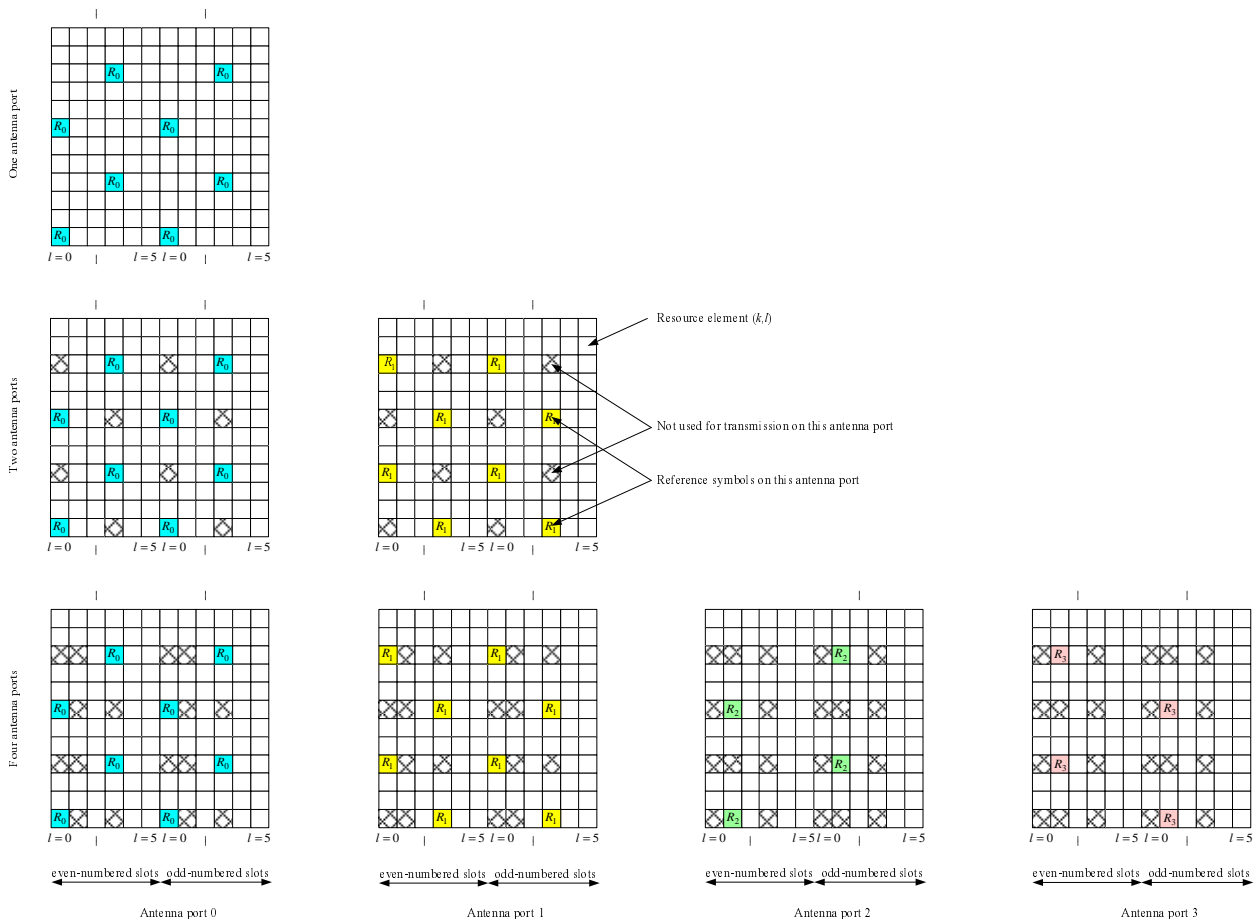 One antenna port
R0 R0
R0 R0
R0 R0
R0 R0
l = 0 l = 5 l = 0 l = 5
Two antenna ports
R0 R0 R1 R1
R0 R0 R1 R1
R0 R0 R1 R1
R0 R0 R1 R1
l = 0 l = 5 l = 0 l = 5 l = 0 l = 5 l = 0 l = 5
Resource element (k,l)
Not used for transmission on this antenna port
Reference symbols on this antenna port
Four antenna ports
R0 R0 R1 R1 R2 R3
R0 R0 R1 R1 R2 R3
R0 R0 R1 R1 R2 R3
R0 R0 R1 R1 R2 R3
l = 0 l = 5 l = 0 l = 5 l = 0 l = 5 l = 0 l = 5 l = 0 l = 5 l = 0 l = 5 l = 0 l = 5 l = 0 l = 5
even-numbered slots odd-numbered slots even-numbered slots odd-numbered slots even-numbered slots odd-numbered slots even-numbered slots odd-numbered slots
Antenna port 0 Antenna port 1 Antenna port 2 Antenna port 3